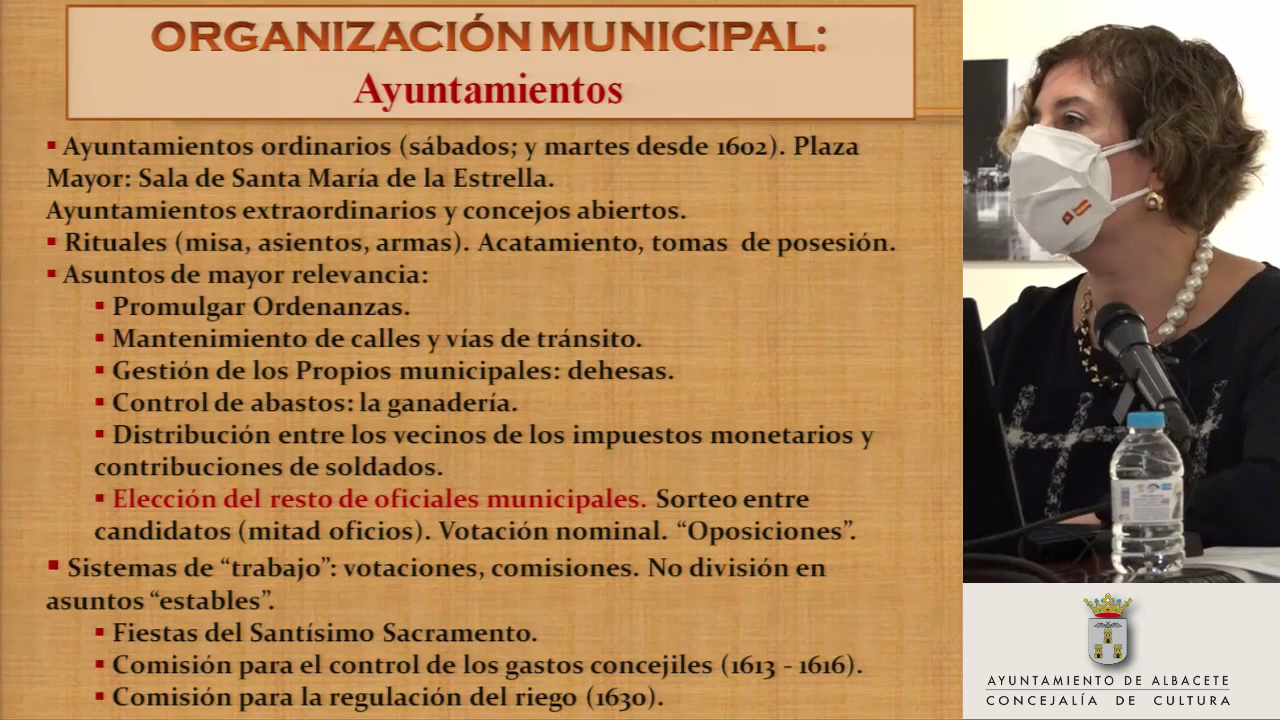 ORGANIZACIÓN MUNICIPAL:
Ayuntamientos
▪ Ayuntamientos ordinarios (sábados; y martes desde 1602). Plaza
Mayor: Sala de Santa María de la Estrella.
Ayuntamientos extraordinarios y concejos abiertos.
▪ Rituales (misa, asientos, armas). Acatamiento, tomas de posesión.
▪ Asuntos de mayor relevancia:
▪ Promulgar Ordenanzas.
▪ Mantenimiento de calles y vías de tránsito.
▪ Gestión de los Propios municipales: dehesas.
▪ Control de abastos: la ganadería.
▪ Distribución entre los vecinos de los impuestos monetarios y
contribuciones de soldados.
▪ Elección del resto de oficiales municipales. Sorteo entre
candidatos (mitad oficios). Votación nominal. “Oposiciones”.
▪ Sistemas de “trabajo”: votaciones, comisiones. No división en
asuntos “estables”.
▪ Fiestas del Santísimo Sacramento.
▪ Comisión para el control de los gastos concejiles (1613 - 1616).
▪ Comisión para la regulación del riego (1630).
AYUNTAMIENTO DE ALBACETE
CONCEJALÍA DE CULTURA